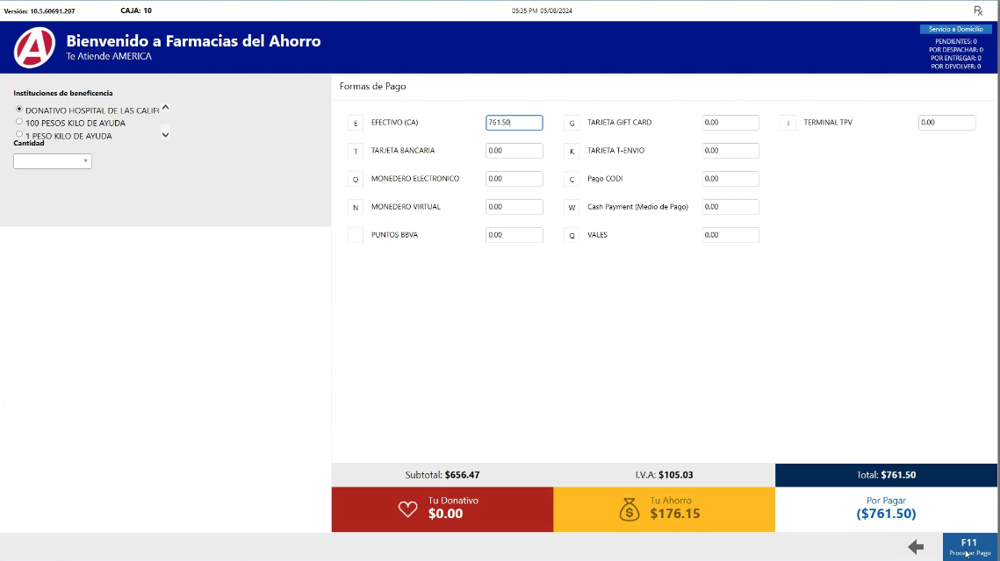 Versión: 10.5.60691.207
CAJA: 10
05:35 PM 05/08/2024
Bienvenido a Farmacias del Ahorro
Te Atiende AMERICA
Servicio a Domicilio
PENDIENTES: 0
POR DESPACHAR: 0
POR ENTREGAR: 0
POR DEVOLVER: 0
Instituciones de beneficencia
DONATIVO HOSPITAL DE LAS CALIFO
100 PESOS KILO DE AYUDA
1 PESO KILO DE AYUDA
Cantidad
Formas de Pago
E EFECTIVO (CA) 761.50
T TARJETA BANCARIA 0.00
O MONEDERO ELECTRONICO 0.00
N MONEDERO VIRTUAL 0.00
PUNTOS BBVA 0.00
G TARJETA GIFT CARD 0.00
K TARJETA T-ENVIO 0.00
C Pago CODI 0.00
W Cash Payment (Medio de Pago) 0.00
Q VALES 0.00
I TERMINAL TPV 0.00
Subtotal: $656.47
I.V.A: $105.03
Total: $761.50
Tu Donativo
$0.00
$
Tu Ahorro
$176.15
Por Pagar
($761.50)
F11
Procesar Pago